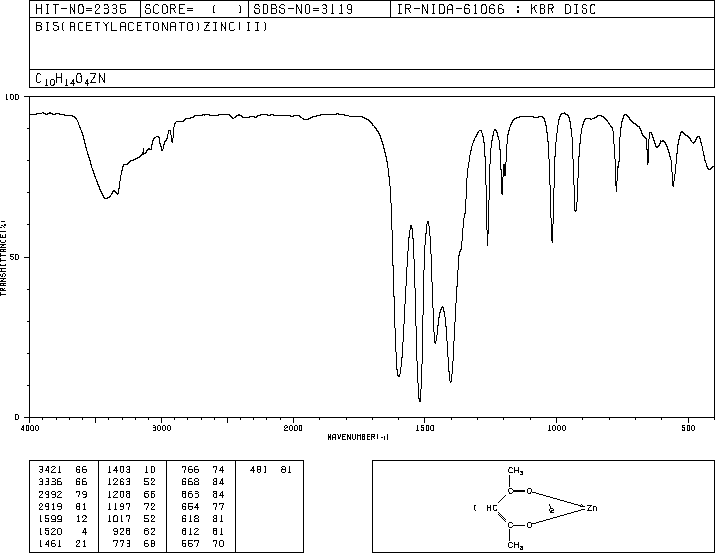 HIT-NO=2335 SCORE= ( ) SDBS-NO=3119 IR-NIDA-61066 : KBR DISC
BIS(ACETYLACETONATO)ZINC(II)
C10H14O4ZN
100
50
0
TRANSMITTANCE(%)
4000 3000 2000 1500 1000 500
WAVENUMBER(-1)
3421 66 1403 10 766 74 481 81
3336 66 1263 52 668 84
2992 79 1208 66 663 84
2919 81 1197 72 654 77
1599 12 1017 52 618 81
1520 4 928 62 612 81
1461 21 773 68 557 70
CH3
C O
( HC )2 Zn
C O
CH3